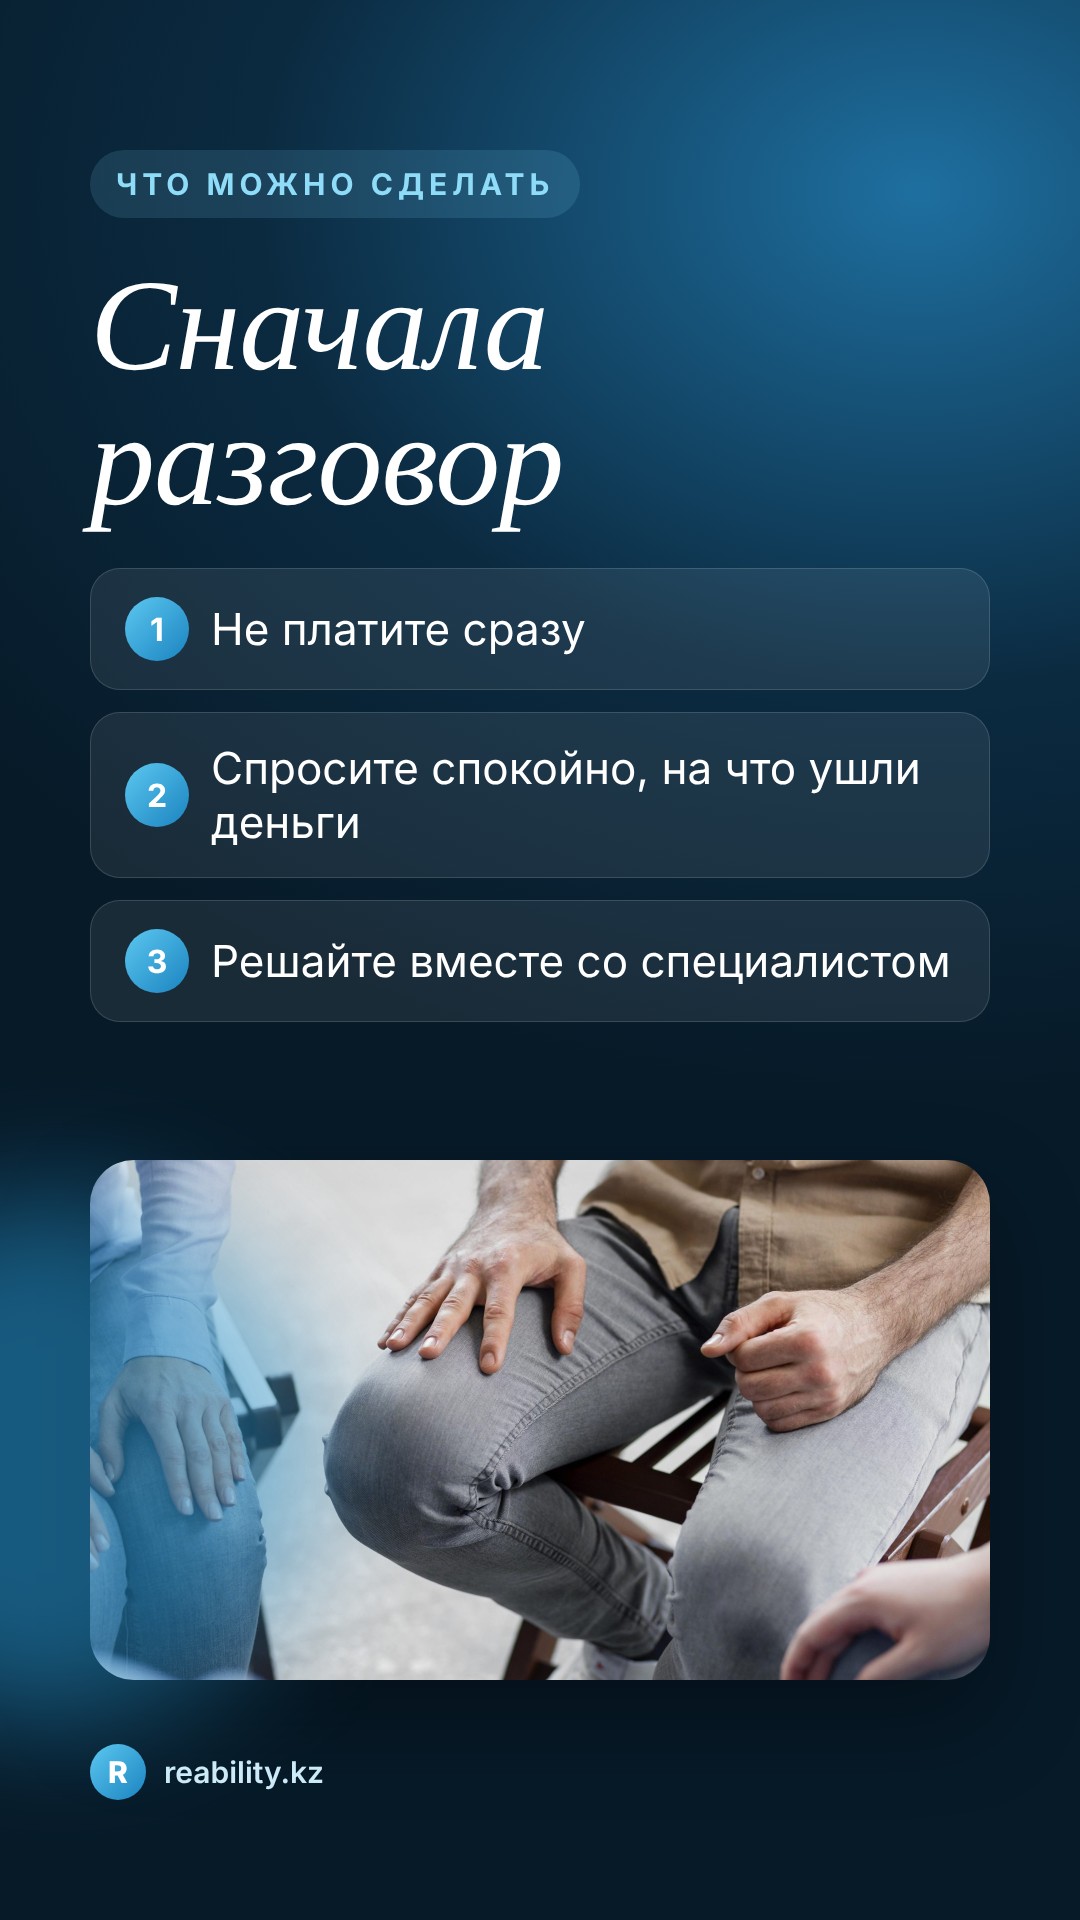 ЧТО МОЖНО СДЕЛАТЬ
Сначала
разговор
1 Не платите сразу
2 Спросите спокойно, на что ушли
деньги
3 Решайте вместе со специалистом
R reability.kz